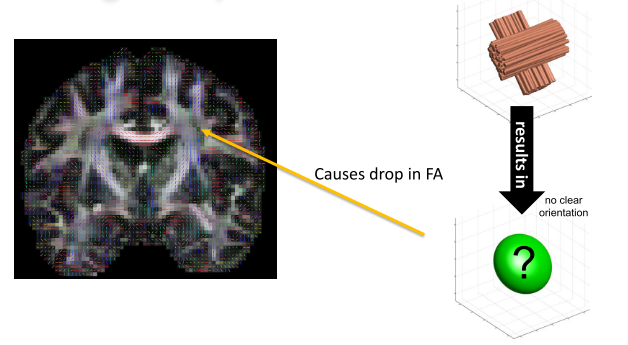 results in
no clear
orientation
Causes drop in FA
?